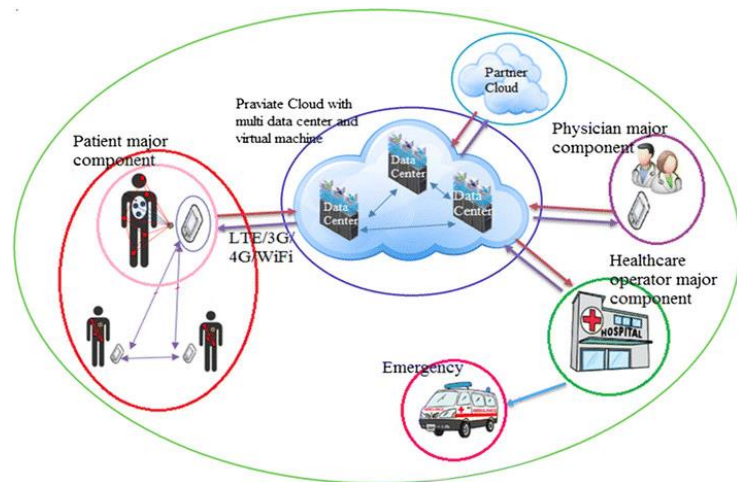 Partner
Cloud
Praviate Cloud with
multi data center and
virtual machine
Patient major
component
Physician major
component
Data
Center
Data
Center
Data
Center
LTE/3G/
4G/WiFi
Healthcare
operator major
component
HOSPITAL
Emergency
AMBULANCE